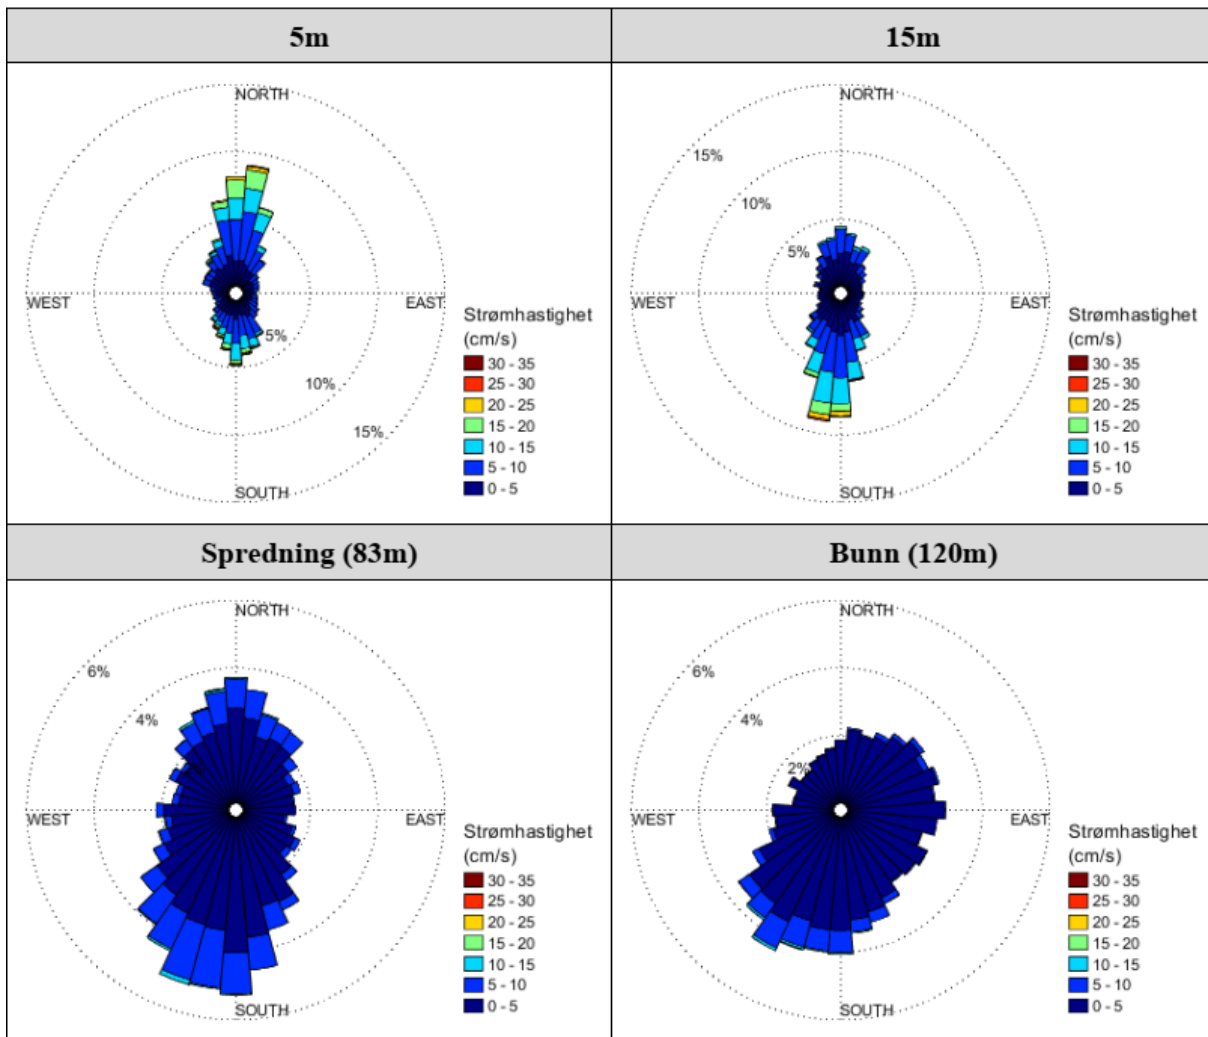 5m
15m
NORTH
WEST
EAST
SOUTH
5%
10%
15%
Strømhastighet
(cm/s)
30 - 35
25 - 30
20 - 25
15 - 20
10 - 15
5 - 10
0 - 5
NORTH
15%
10%
5%
WEST
EAST
SOUTH
Strømhastighet
(cm/s)
30 - 35
25 - 30
20 - 25
15 - 20
10 - 15
5 - 10
0 - 5
Spredning (83m)
Bunn (120m)
NORTH
6%
4%
WEST
EAST
SOUTH
Strømhastighet
(cm/s)
30 - 35
25 - 30
20 - 25
15 - 20
10 - 15
5 - 10
0 - 5
NORTH
6%
4%
2%
WEST
EAST
SOUTH
Strømhastighet
(cm/s)
30 - 35
25 - 30
20 - 25
15 - 20
10 - 15
5 - 10
0 - 5